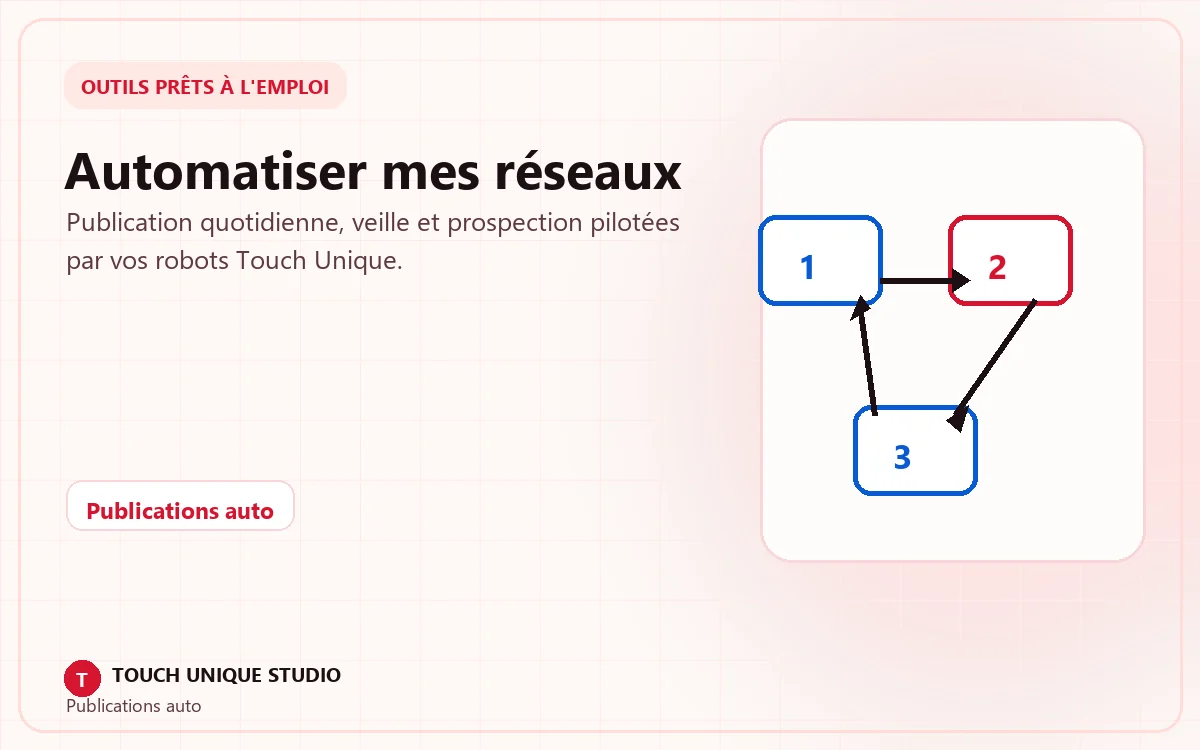 OUTILS PRÊTS À L'EMPLOI
Automatiser mes réseaux
Publication quotidienne, veille et prospection pilotées
par vos robots Touch Unique.
1
2
3
Publications auto
T
TOUCH UNIQUE STUDIO
Publications auto